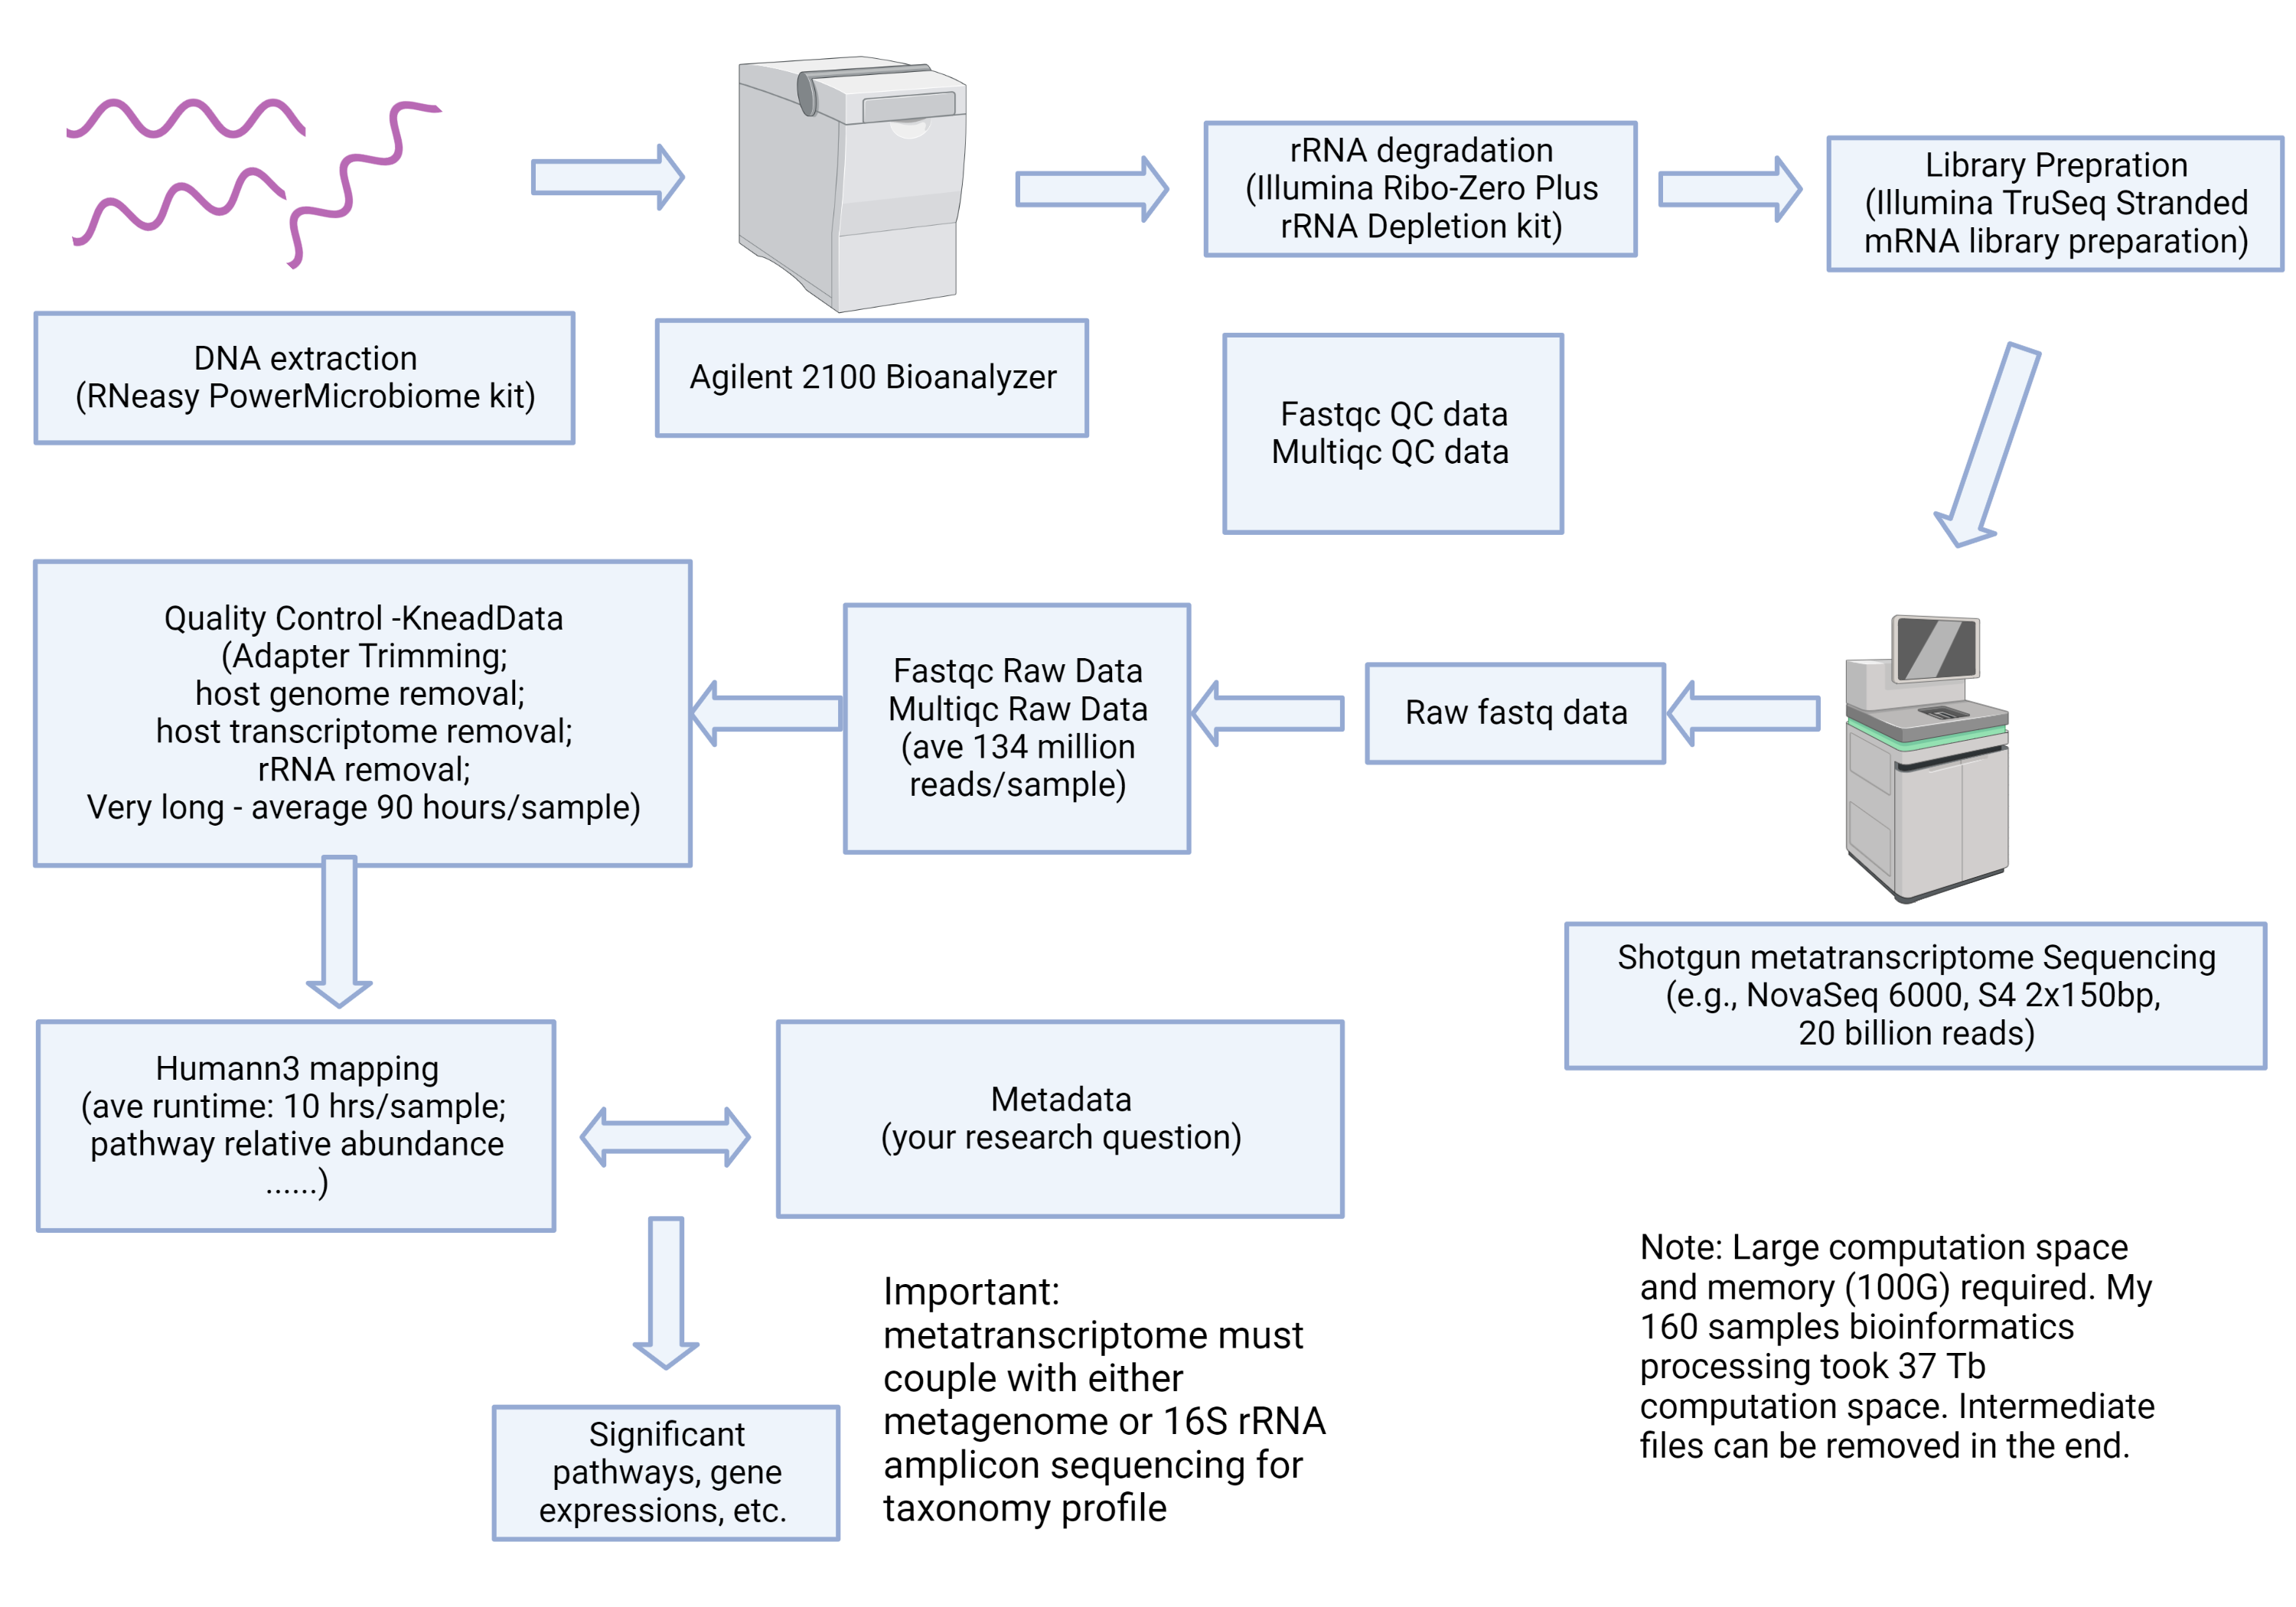 DNA extraction
(RNeasy PowerMicrobiome kit)
Agilent 2100 Bioanalyzer
rRNA degradation
(Illumina Ribo-Zero Plus
rRNA Depletion kit)
Library Prepration
(Illumina TruSeq Stranded
mRNA library preparation)
Fastqc QC data
Multiqc QC data
Quality Control -KneadData
(Adapter Trimming;
host genome removal;
host transcriptome removal;
rRNA removal;
Very long - average 90 hours/sample)
Fastqc Raw Data
Multiqc Raw Data
(ave 134 million
reads/sample)
Raw fastq data
Shotgun metatranscriptome Sequencing
(e.g., NovaSeq 6000, S4 2x150bp,
20 billion reads)
Humann3 mapping
(ave runtime: 10 hrs/sample;
pathway relative abundance
......)
Metadata
(your research question)
Significant
pathways, gene
expressions, etc.
Important:
metatranscriptome must
couple with either
metagenome or 16S rRNA
amplicon sequencing for
taxonomy profile
Note: Large computation space
and memory (100G) required. My
160 samples bioinformatics
processing took 37 Tb
computation space. Intermediate
files can be removed in the end.